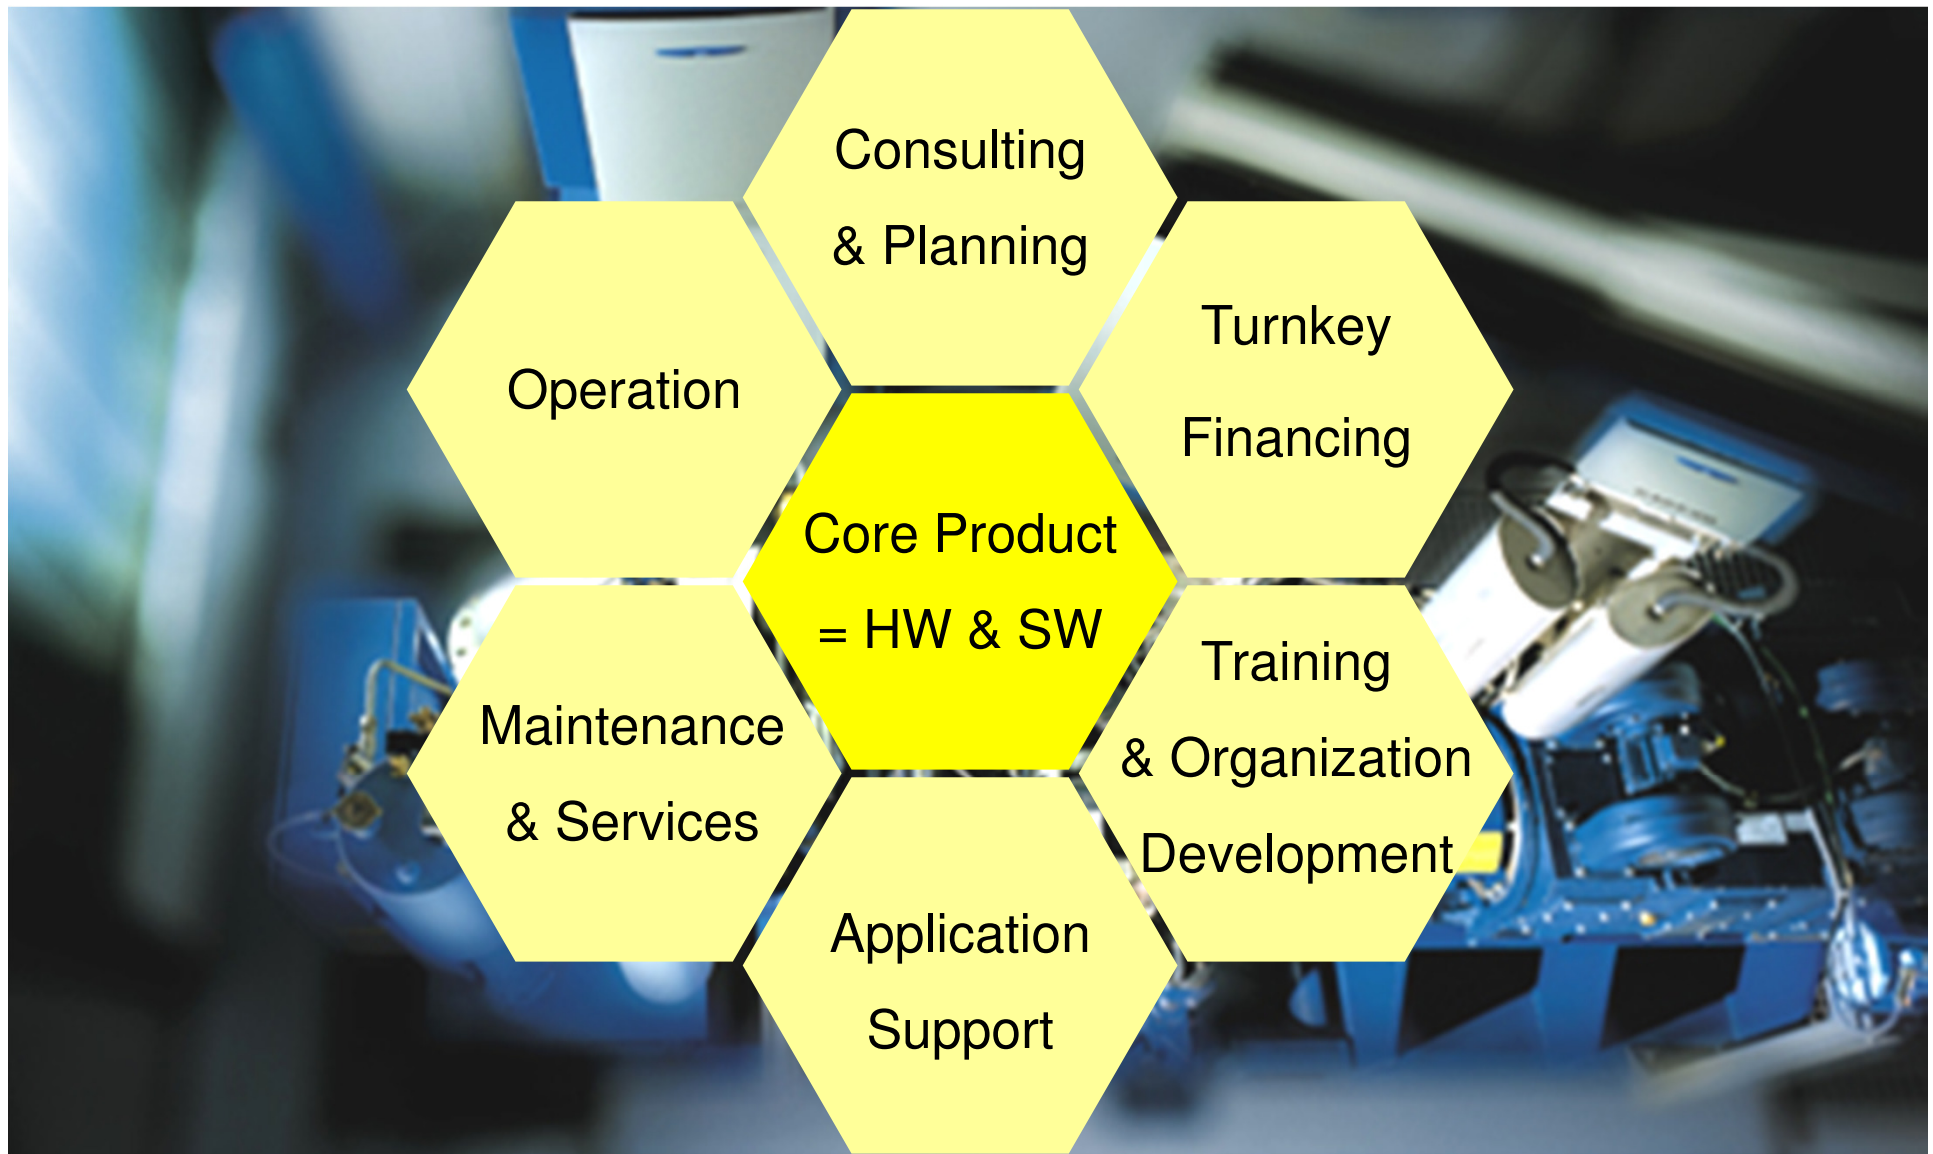 Consulting
& Planning
Turnkey
Financing
Operation
Core Product
= HW & SW
Training
& Organization
Development
Maintenance
& Services
Application
Support